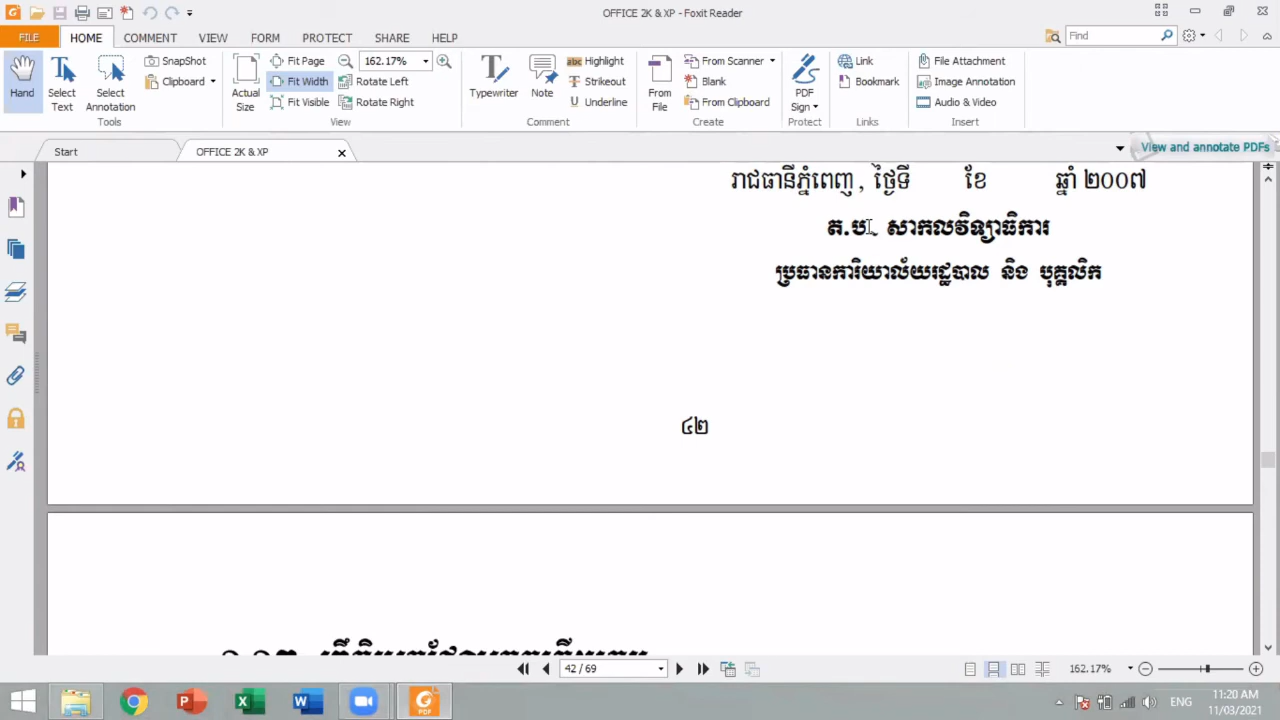 OFFICE 2K & XP - Foxit Reader
FILE HOME COMMENT VIEW FORM PROTECT SHARE HELP
Find
Hand
Select Text
Select Annotation
SnapShot
Clipboard
Tools
Actual Size
Fit Page
Fit Width
Fit Visible
162.17%
Rotate Left
Rotate Right
View
Typewriter
Note
Highlight
Strikeout
Underline
Comment
From File
From Scanner
Blank
From Clipboard
Create
PDF Sign
Protect
Link
Bookmark
Links
File Attachment
Image Annotation
Audio & Video
Insert
Start
OFFICE 2K & XP
View and annotate PDFs
រាជធានីភ្នំពេញ, ថ្ងៃទី ខែ ឆ្នាំ ២០០៧
ត.ប. សាកលវិទ្យាធិការ
ប្រធានការិយាល័យរដ្ឋបាល និង បុគ្គលិក
៤២
42 / 69
162.17%
ENG
11:20 AM
11/03/2021